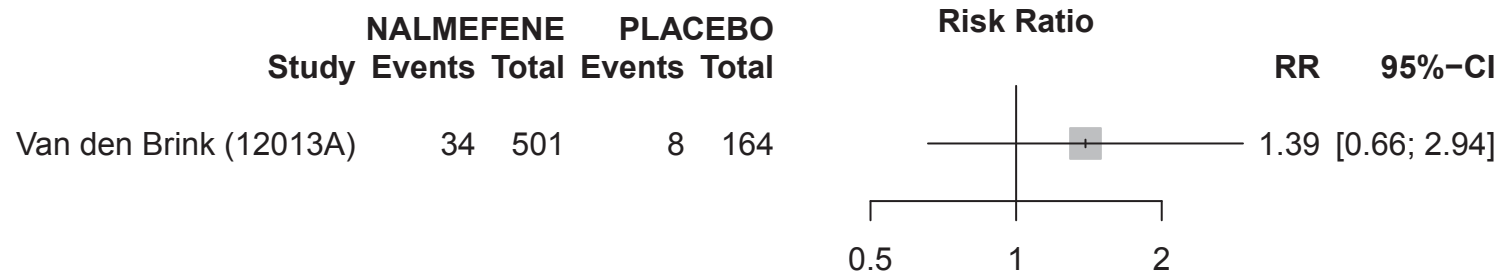 NALMEFENE PLACEBO Risk Ratio
Study Events Total Events Total RR 95%−CI
Van den Brink (12013A) 34 501 8 164 1.39 [0.66; 2.94]
0.5 1 2